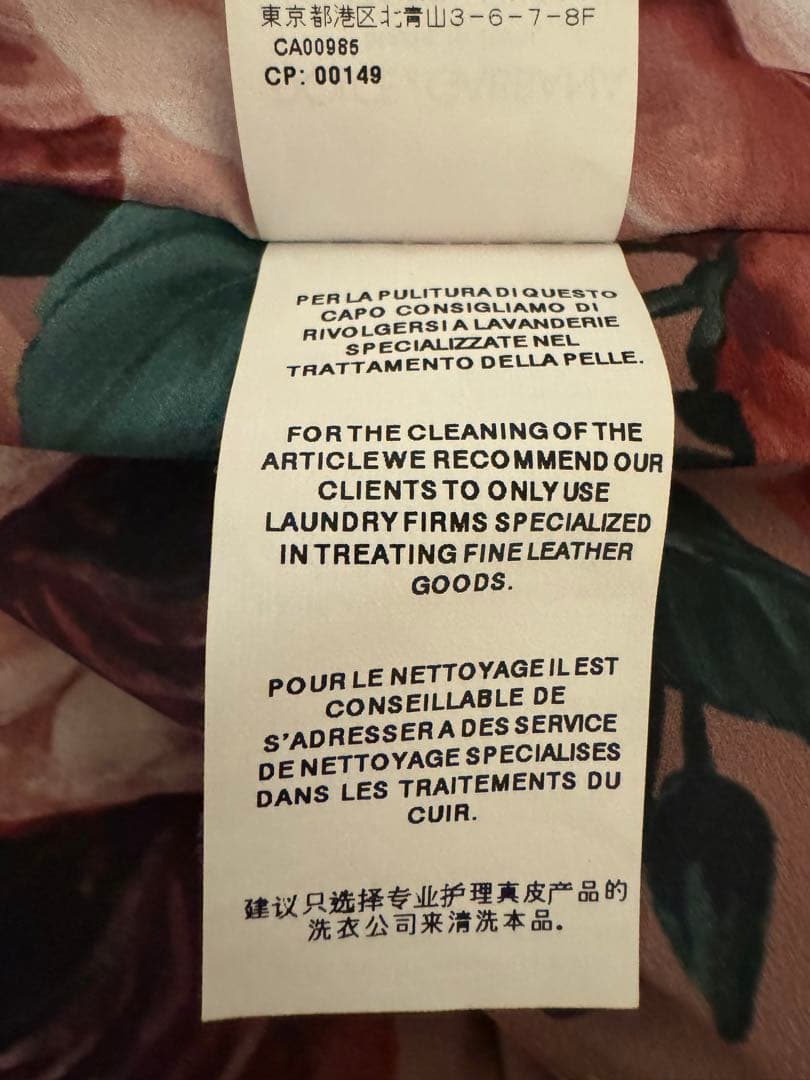 東京都港区北青山3-6-7-8F
CA00985
CP: 00149
PER LA PULITURA DI QUESTO
CAPO CONSIGLIAMO DI
RIVOLGERSI A LAVANDERIE
SPECIALIZZATE NEL
TRATTAMENTO DELLA PELLE.
FOR THE CLEANING OF THE
ARTICLE WE RECOMMEND OUR
CLIENTS TO ONLY USE
LAUNDRY FIRMS SPECIALIZED
IN TREATING FINE LEATHER
GOODS.
POUR LE NETTOYAGE IL EST
CONSEILLABLE DE
S'ADRESSER A DES SERVICE
DE NETTOYAGE SPECIALISES
DANS LES TRAITEMENTS DU
CUIR.
建议只选择专业护理真皮产品的
洗衣公司来清洗本品。